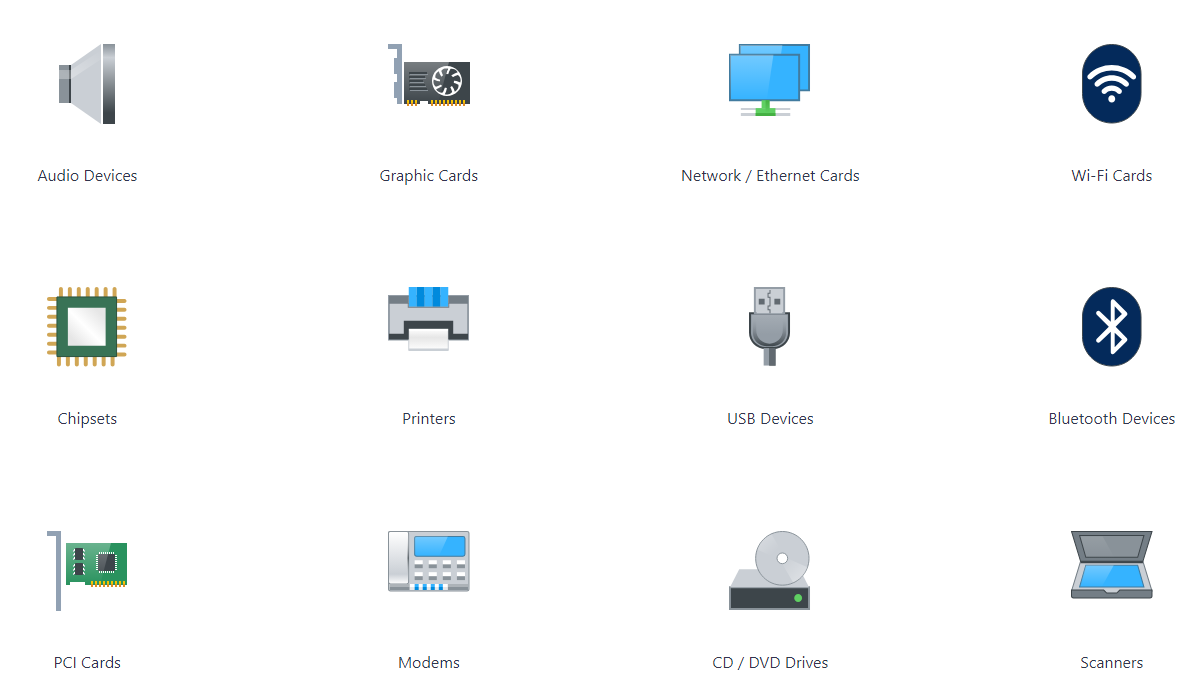 Audio Devices
Graphic Cards
Network / Ethernet Cards
Wi-Fi Cards
Chipsets
Printers
USB Devices
Bluetooth Devices
PCI Cards
Modems
CD / DVD Drives
Scanners